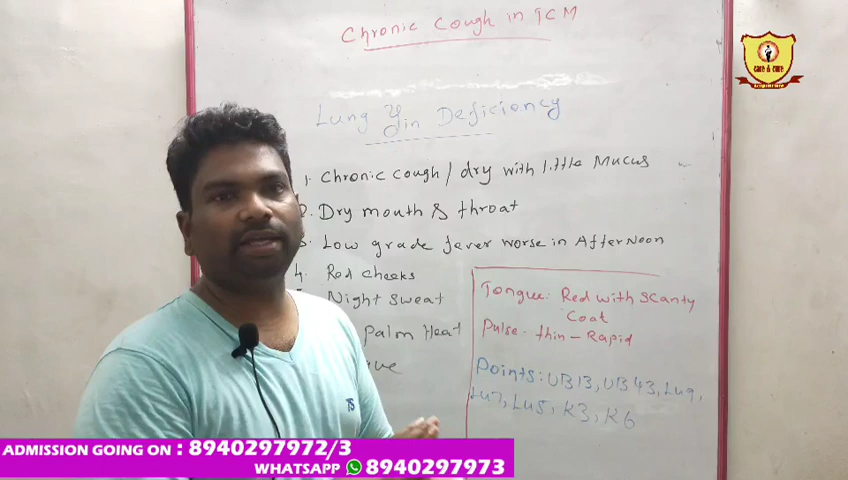 Chronic Cough in TCM
care & cure
Lung Yin Deficiency
1. Chronic cough / dry with little Mucus
2. Dry mouth & throat
3. Low grade fever worse in AfterNoon
4. Red cheeks
Night sweat
palm Heat
Tongue: Red with Scanty
Coat
Pulse - thin - Rapid
Points: UB13, UB43, Lu9,
Lu7, Lu5, K3, K6
ADMISSION GOING ON : 8940297972/3
WHATSAPP 8940297973